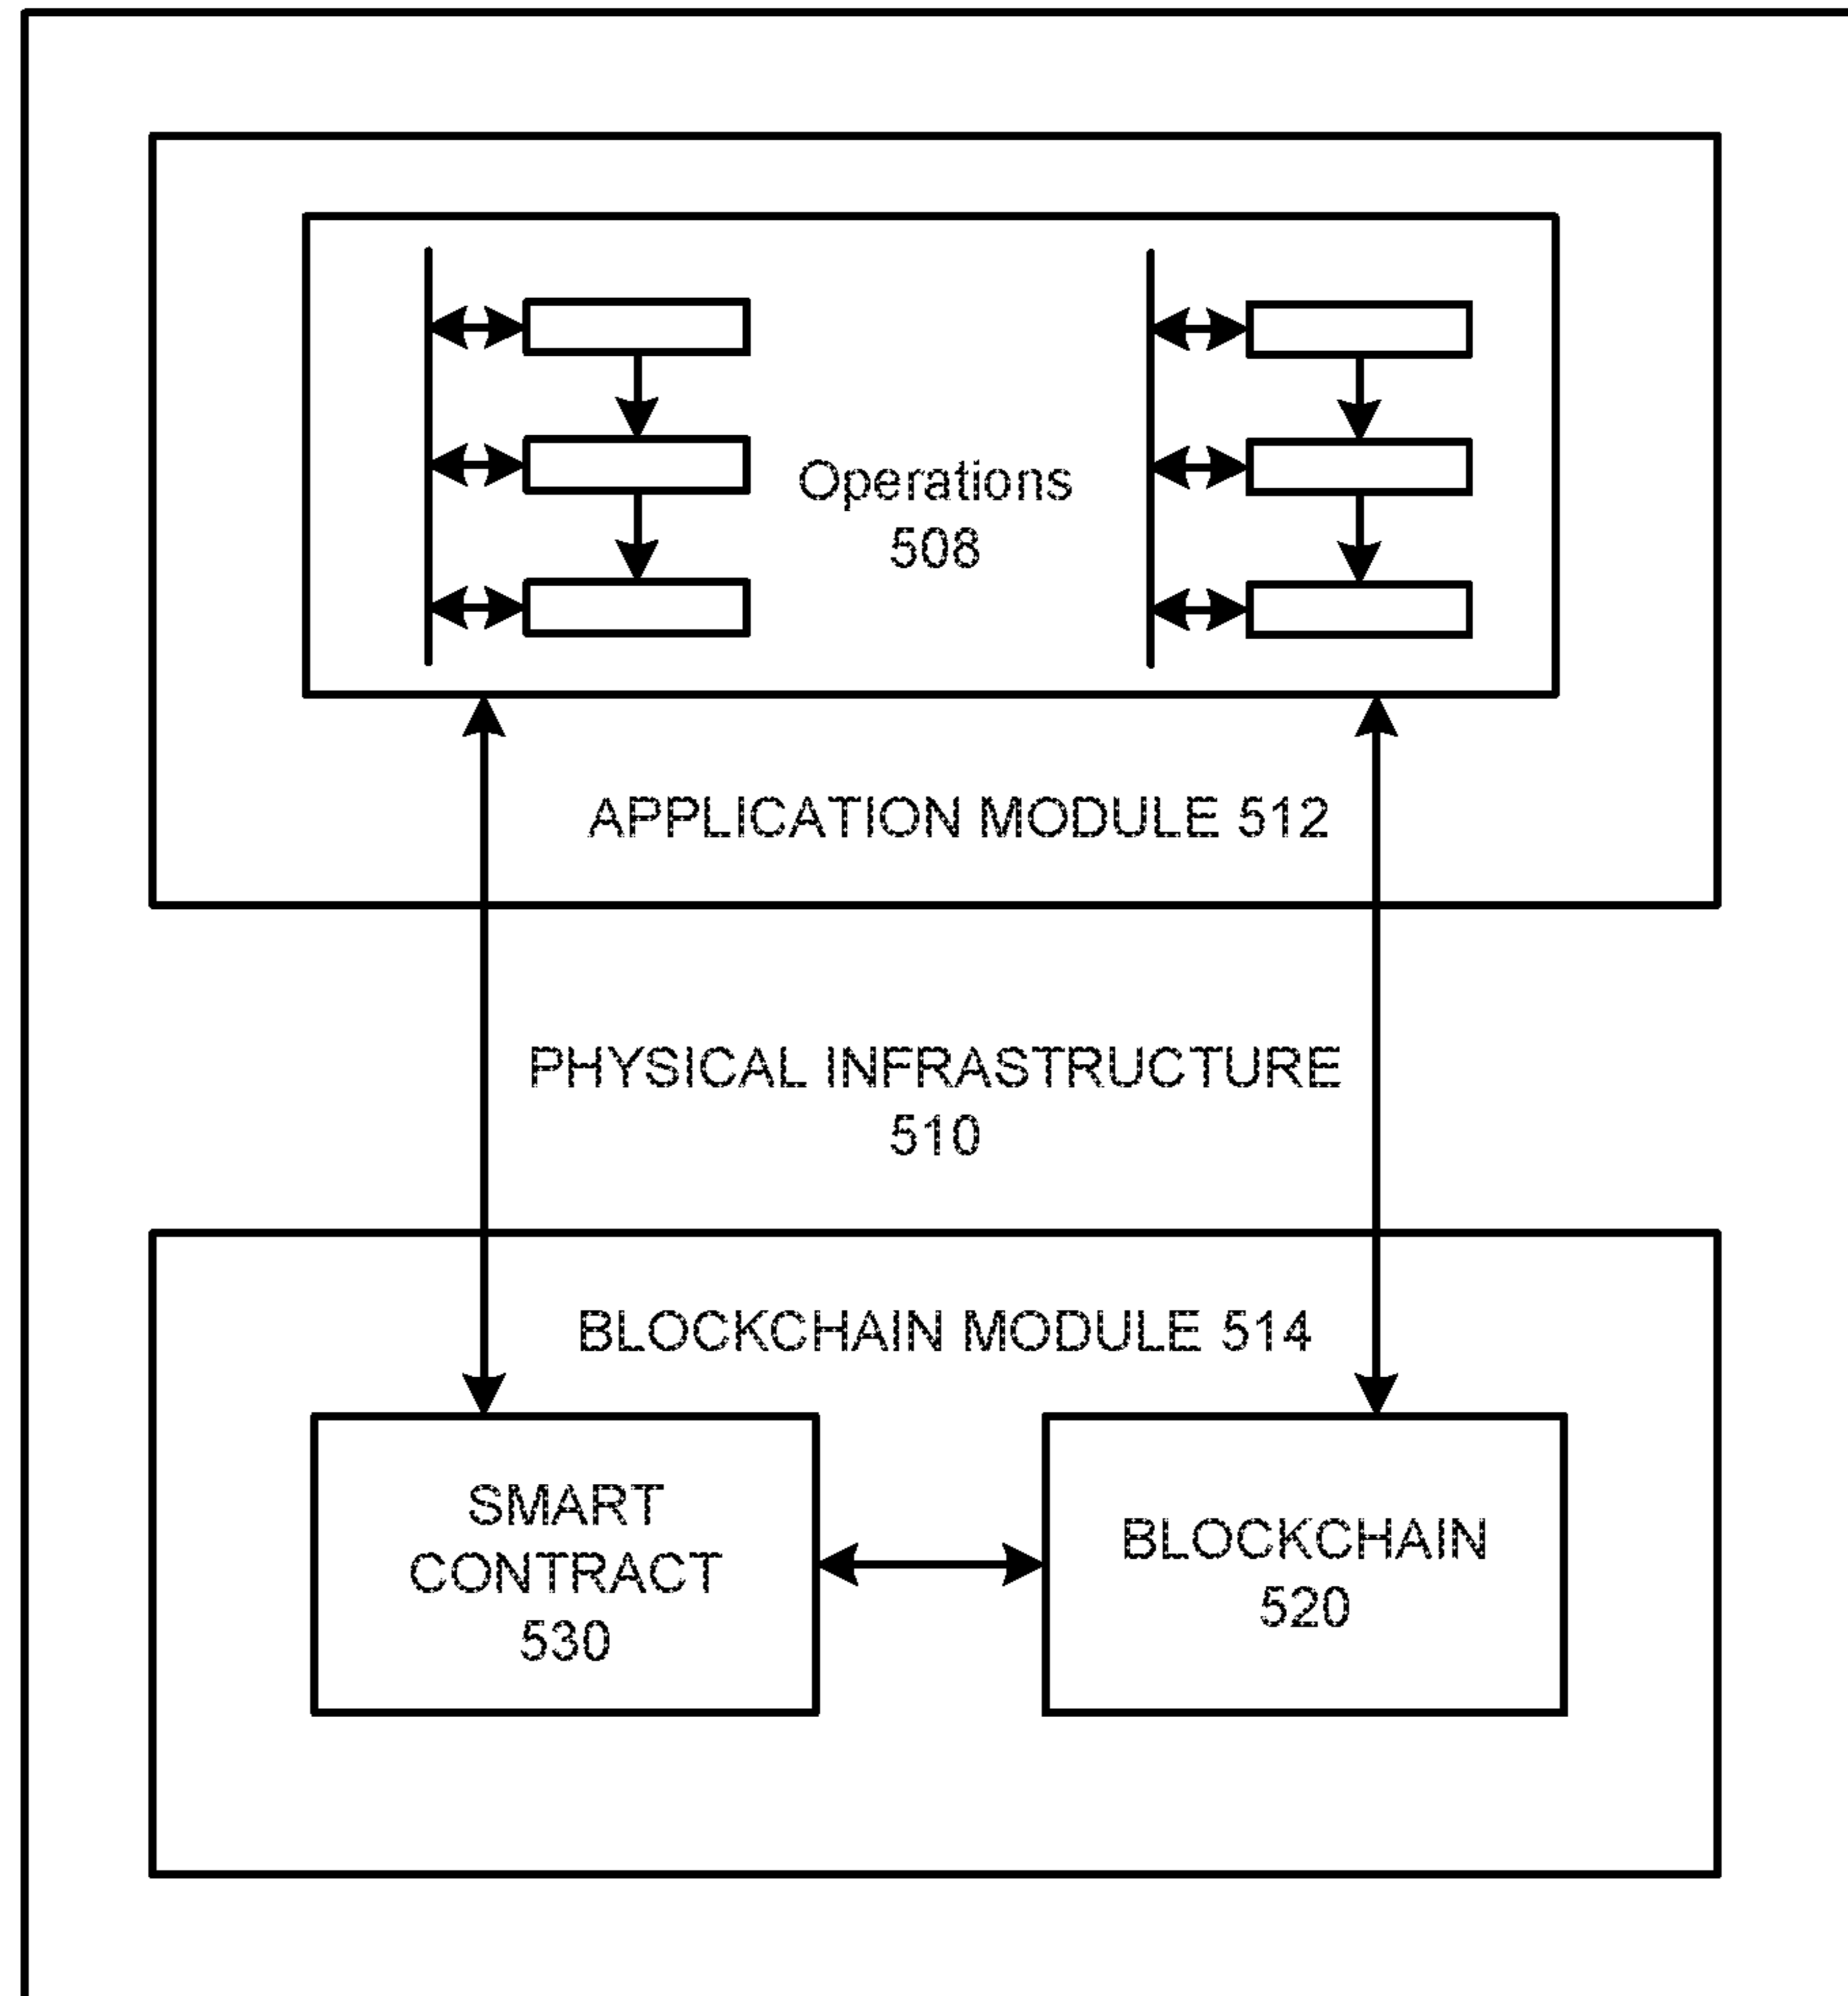 Operations
508
APPLICATION MODULE 512
PHYSICAL INFRASTRUCTURE
510
BLOCKCHAIN MODULE 514
SMART
CONTRACT
530
BLOCKCHAIN
520